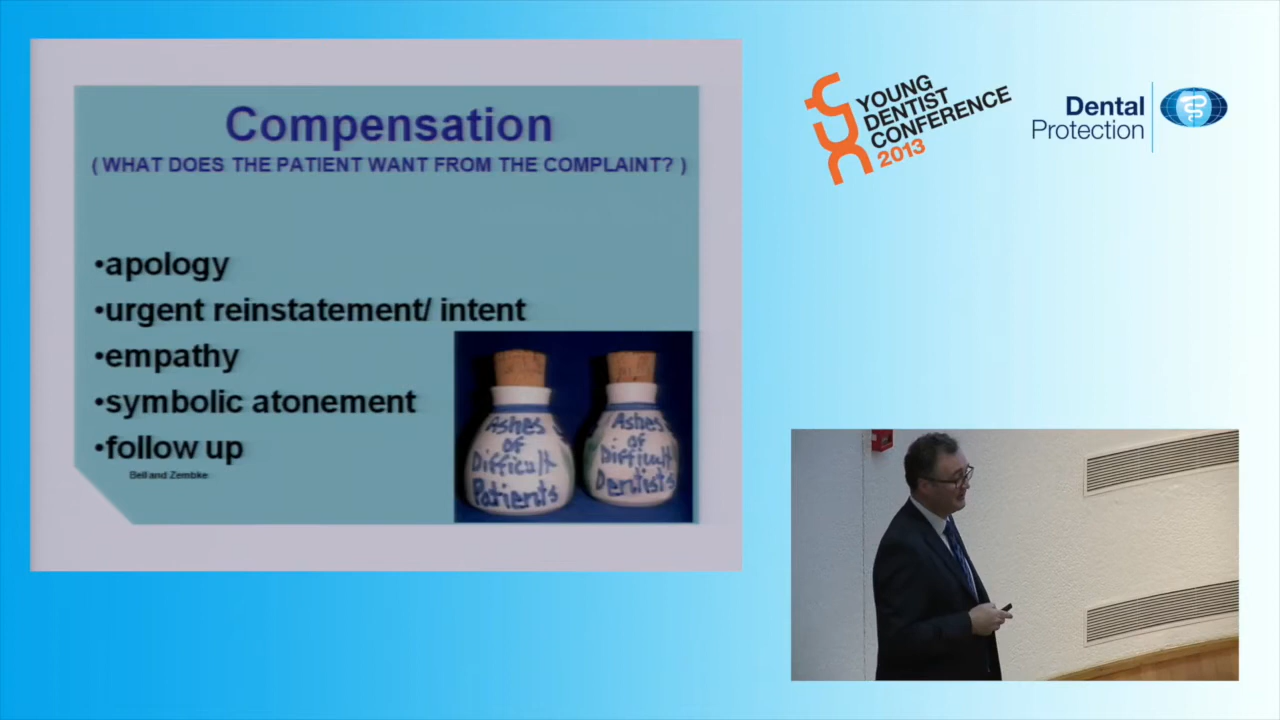 Compensation
( WHAT DOES THE PATIENT WANT FROM THE COMPLAINT? )
•apology
•urgent reinstatement/ intent
•empathy
•symbolic atonement
•follow up
Bell and Zembke
Ashes
of
Difficult
Patients
Ashes
of
Difficult
Dentists
YOUNG
DENTIST
CONFERENCE
2013
Dental
Protection